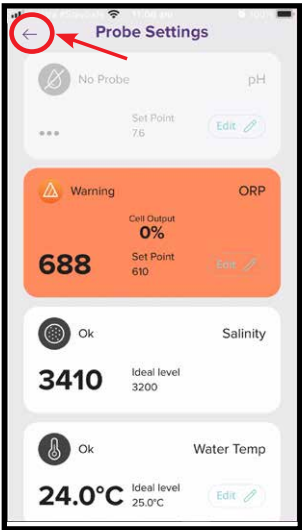 Probe Settings
No Probe pH
Set Point
7.6
Edit
Warning ORP
Cell Output
0%
688 Set Point
610
Edit
Ok Salinity
3410 Ideal level
3200
Ok Water Temp
24.0°C Ideal level
25.0°C
Edit